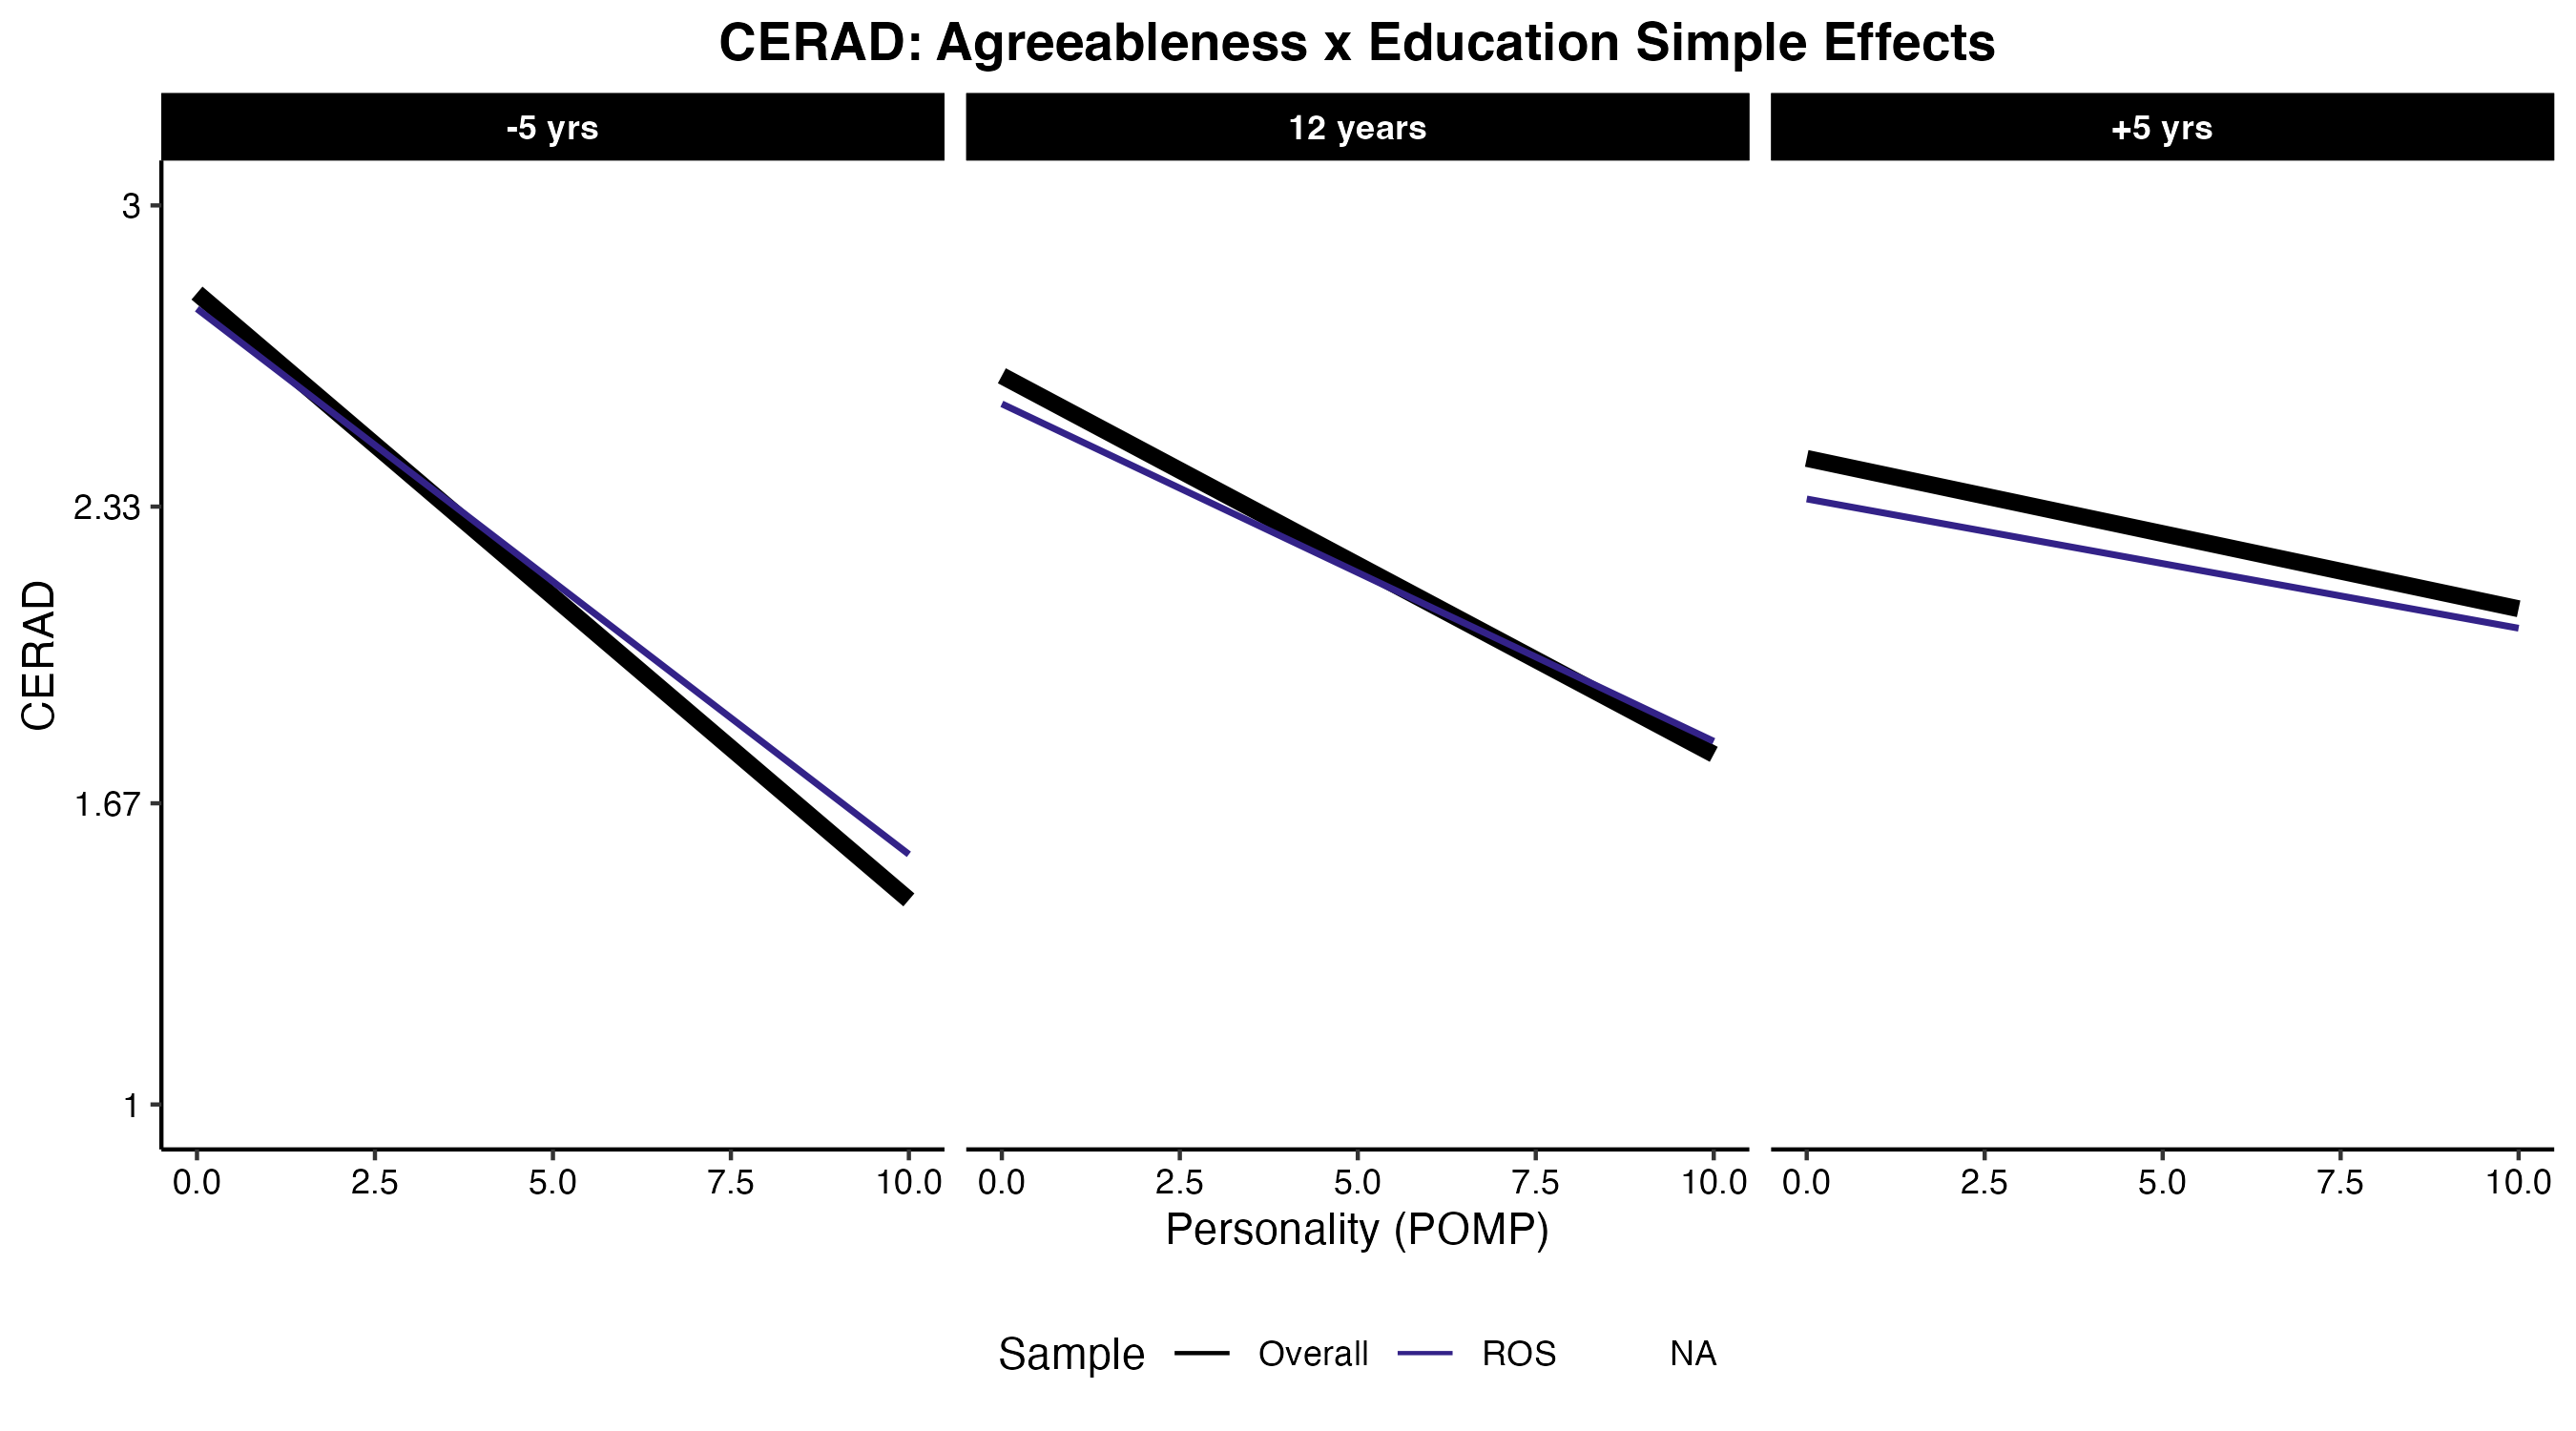 CERAD: Agreeableness x Education Simple Effects
-5 yrs 12 years +5 yrs
3
2.33
1.67
1
CERAD
0.0 2.5 5.0 7.5 10.0 0.0 2.5 5.0 7.5 10.0 0.0 2.5 5.0 7.5 10.0
Personality (POMP)
Sample Overall ROS NA